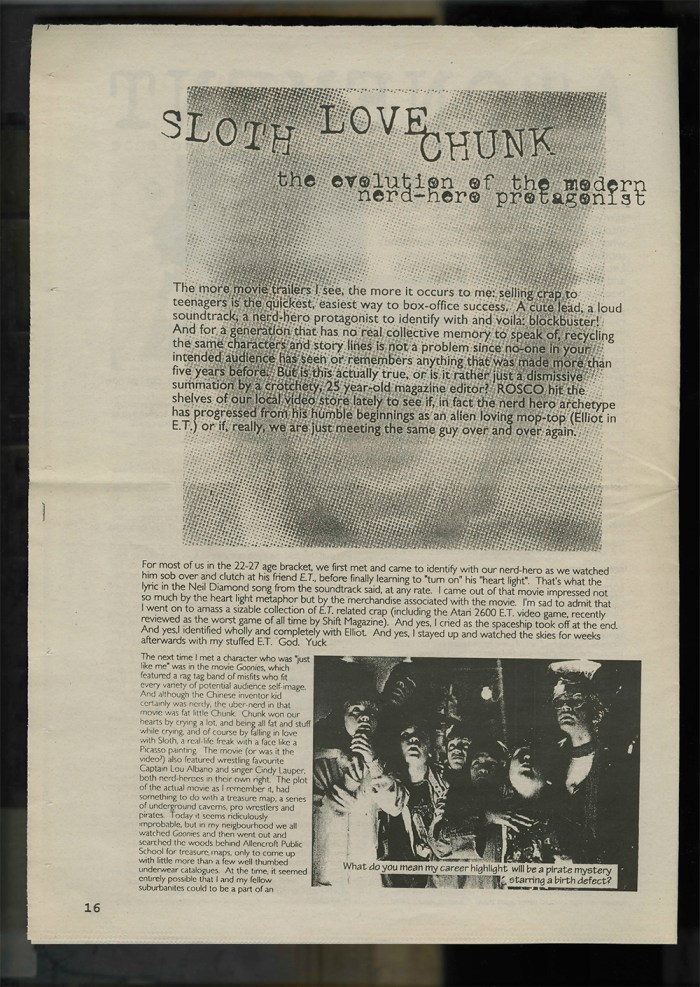 SLOTH LOVE CHUNK
the evolution of the modern
nerd-hero protagonist
The more movie trailers I see, the more it occurs to me: selling crap to
teenagers is the quickest, easiest way to box-office success. A cute lead, a loud
soundtrack, a nerd-hero protagonist to identify with and voila: blockbuster!
And for a generation that has no real collective memory to speak of, recycling
the same characters and story lines is not a problem since no-one in your
intended audience has seen or remembers anything that was made more than
five years before. But is this actually true, or is it rather just a dismissive
summation by a crotchety, 25 year-old magazine editor? ROSCO hit the
shelves of our local video store lately to see if, in fact the nerd hero archetype
has progressed from his humble beginnings as an alien loving mop-top (Elliot in
E.T.) or if, really, we are just meeting the same guy over and over again.
For most of us in the 22-27 age bracket, we first met and came to identify with our nerd-hero as we watched
him sob over and clutch at his friend E.T., before finally learning to "turn on" his "heart light". That's what the
lyric in the Neil Diamond song from the soundtrack said, at any rate. I came out of that movie impressed not
so much by the heart light metaphor but by the merchandise associated with the movie. I'm sad to admit that
I went on to amass a sizable collection of E.T. related crap (including the Atari 2600 E.T. video game, recently
reviewed as the worst game of all time by Shift Magazine). And yes, I cried as the spaceship took off at the end.
And yes,I identified wholly and completely with Elliot. And yes, I stayed up and watched the skies for weeks
afterwards with my stuffed E.T. God. Yuck
The next time I met a character who was "just
like me" was in the movie Goonies, which
featured a rag tag band of misfits who fit
every variety of potential audience self-image.
And although the Chinese inventor kid
certainly was nerdy, the uber-nerd in that
movie was fat little Chunk. Chunk won our
hearts by crying a lot, and being all fat and stuff
while crying, and of course by falling in love
with Sloth, a real-life freak with a face like a
Picasso painting. The movie (or was it the
video?) also featured wrestling favourite
Captain Lou Albano and singer Cindy Lauper,
both nerd-heroes in their own right. The plot
of the actual movie as I remember it, had
something to do with a treasure map, a series
of underground caverns, pro wrestlers and
pirates. Today it seems ridiculously
improbable, but in my neigbourhood we all
watched Goonies and then went out and
searched the woods behind Allencroft Public
School for treasure maps, only to come up
with little more than a few well thumbed
underwear catalogues. At the time, it seemed
entirely possible that I and my fellow
suburbanites could be a part of an
What do you mean my career highlight will be a pirate mystery
starring a birth defect?
16